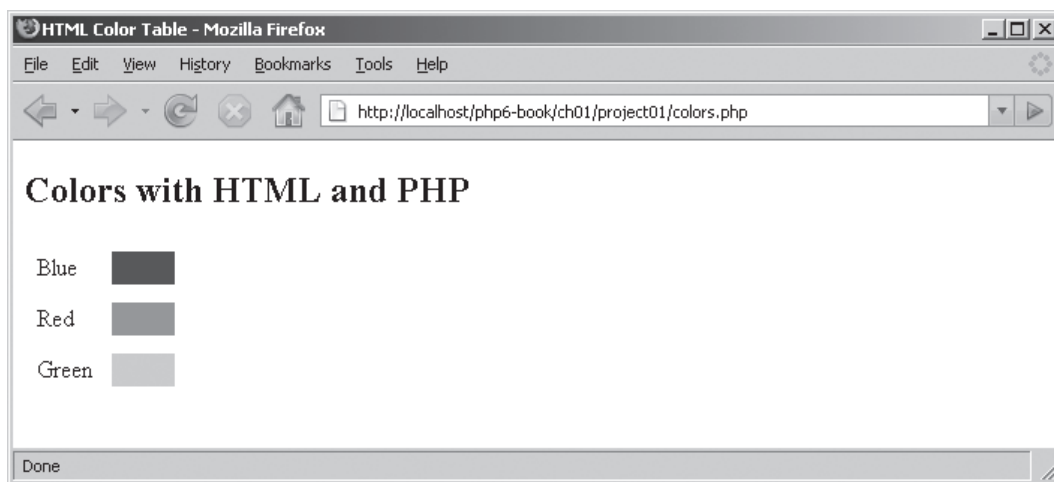 HTML Color Table - Mozilla Firefox
File Edit View History Bookmarks Tools Help
http://localhost/php6-book/ch01/project01/colors.php
Colors with HTML and PHP
Blue
Red
Green
Done